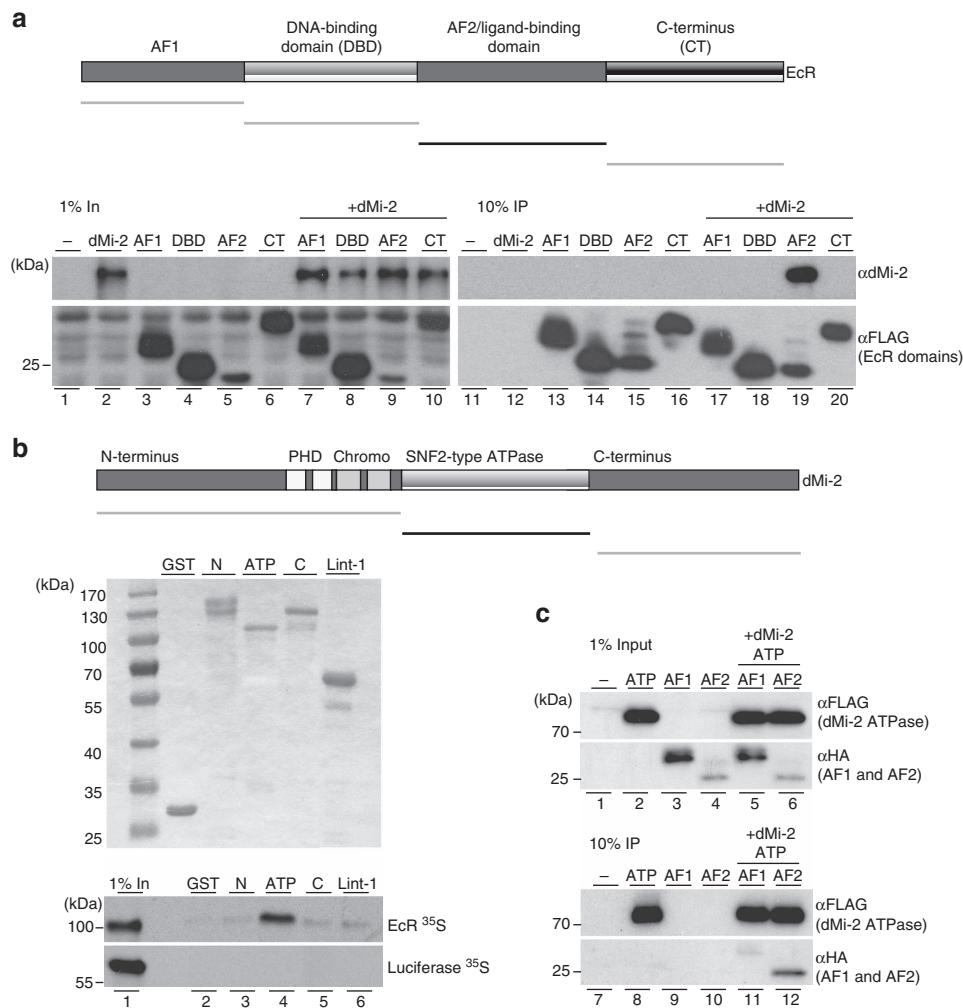 a
AF1
DNA-binding
domain (DBD)
AF2/ligand-binding
domain
C-terminus
(CT)
EcR
1% In
+dMi-2
10% IP
+dMi-2
– dMi-2 AF1 DBD AF2 CT AF1 DBD AF2 CT – dMi-2 AF1 DBD AF2 CT AF1 DBD AF2 CT
(kDa)
αdMi-2
25
αFLAG
(EcR domains)
1 2 3 4 5 6 7 8 9 10 11 12 13 14 15 16 17 18 19 20
b
N-terminus PHD Chromo SNF2-type ATPase C-terminus
dMi-2
GST N ATP C Lint-1
(kDa)
170
130
100
70
55
40
35
25
1% In GST N ATP C Lint-1
(kDa)
100
EcR ³⁵S
55
Luciferase ³⁵S
1 2 3 4 5 6
c
1% Input
+dMi-2
ATP
– ATP AF1 AF2 AF1 AF2
(kDa)
70
αFLAG
(dMi-2 ATPase)
25
αHA
(AF1 and AF2)
1 2 3 4 5 6
10% IP
+dMi-2
ATP
– ATP AF1 AF2 AF1 AF2
70
αFLAG
(dMi-2 ATPase)
25
αHA
(AF1 and AF2)
7 8 9 10 11 12